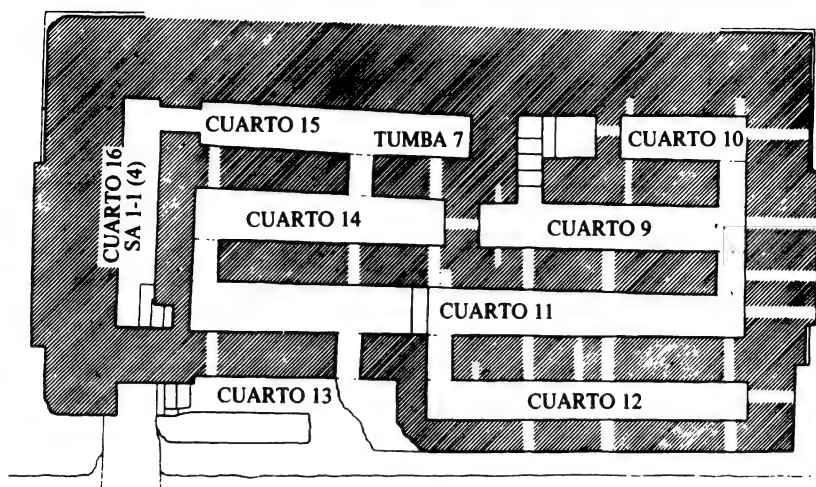 CUARTO 15
TUMBA 7
CUARTO 10
CUARTO 16
SA 1-1 (4)
CUARTO 14
CUARTO 9
CUARTO 11
CUARTO 13
CUARTO 12